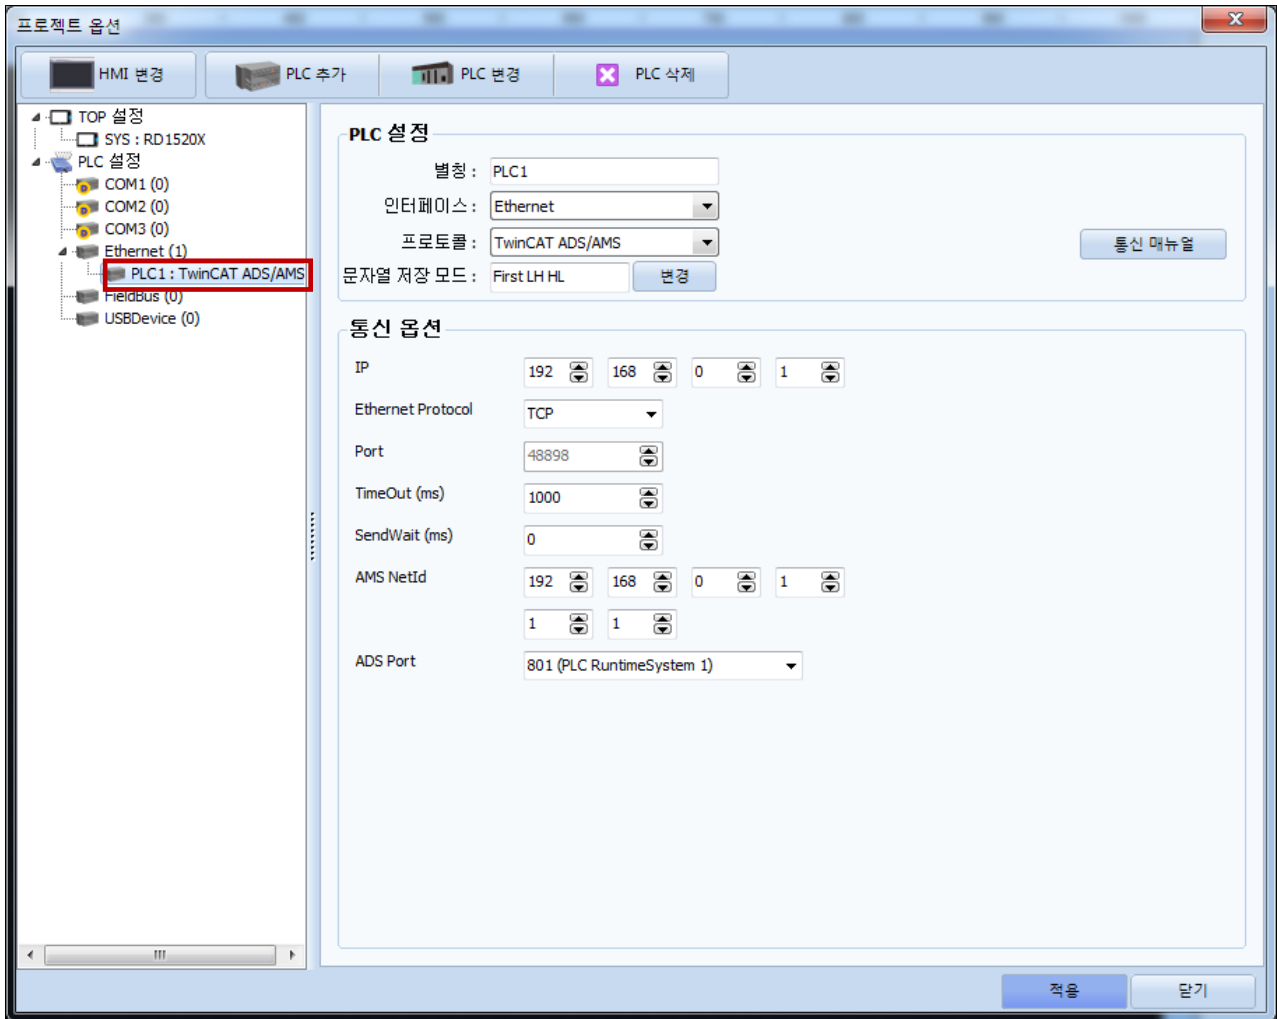 프로젝트 옵션
HMI 변경
PLC 추가
PLC 변경
PLC 삭제
TOP 설정
SYS : RD1520X
PLC 설정
COM1 (0)
COM2 (0)
COM3 (0)
Ethernet (1)
PLC1 : TwinCAT ADS/AMS
FieldBus (0)
USBDevice (0)
PLC 설정
별칭 : PLC1
인터페이스 : Ethernet
프로토콜 : TwinCAT ADS/AMS
통신 매뉴얼
문자열 저장 모드 : First LH HL 변경
통신 옵션
IP 192 168 0 1
Ethernet Protocol TCP
Port 48898
TimeOut (ms) 1000
SendWait (ms) 0
AMS NetId 192 168 0 1
1 1
ADS Port 801 (PLC RuntimeSystem 1)
적용 닫기